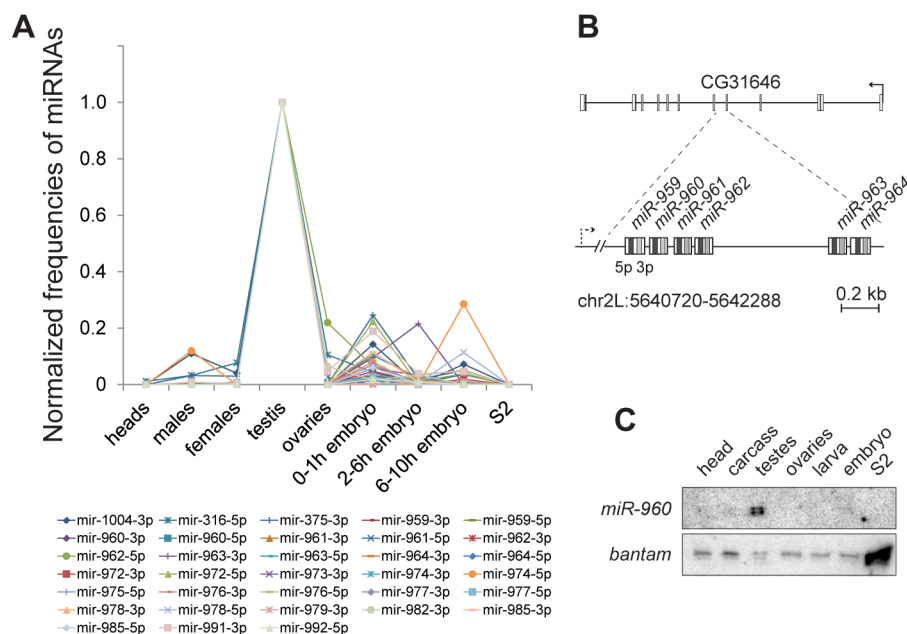 A
Normalized frequencies of miRNAs
1.0
0.8
0.6
0.4
0.2
0
heads
males
females
testis
ovaries
0-1h embryo
2-6h embryo
6-10h embryo
S2
mir-1004-3p mir-316-5p mir-375-3p mir-959-3p mir-959-5p
mir-960-3p mir-960-5p mir-961-3p mir-961-5p mir-962-3p
mir-962-5p mir-963-3p mir-963-5p mir-964-3p mir-964-5p
mir-972-3p mir-972-5p mir-973-3p mir-974-3p mir-974-5p
mir-975-5p mir-976-3p mir-976-5p mir-977-3p mir-977-5p
mir-978-3p mir-978-5p mir-979-3p mir-982-3p mir-985-3p
mir-985-5p mir-991-3p mir-992-5p
B
CG31646
miR-959
miR-960
miR-961
miR-962
miR-963
miR-964
5p 3p
chr2L:5640720-5642288
0.2 kb
C
head
carcass
testes
ovaries
larva
embryo
S2
miR-960
bantam